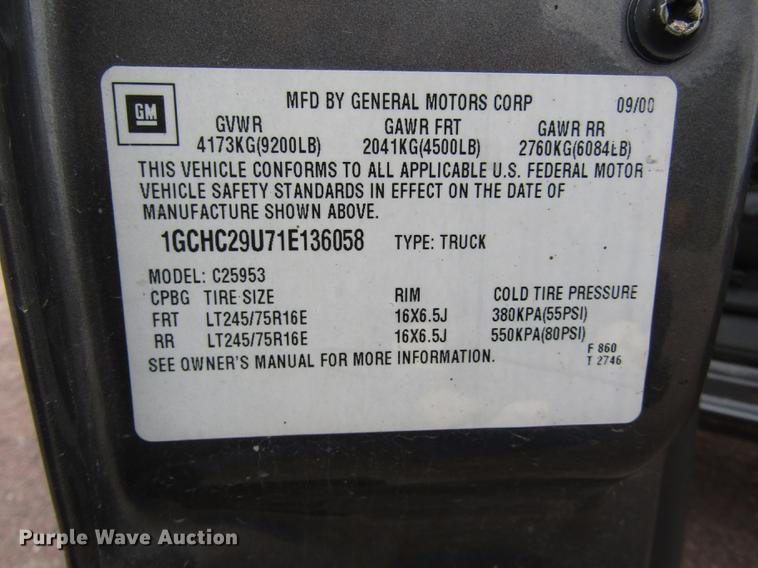 GM
MFD BY GENERAL MOTORS CORP 09/00
GVWR GAWR FRT GAWR RR
4173KG(9200LB) 2041KG(4500LB) 2760KG(6084LB)
THIS VEHICLE CONFORMS TO ALL APPLICABLE U.S. FEDERAL MOTOR
VEHICLE SAFETY STANDARDS IN EFFECT ON THE DATE OF
MANUFACTURE SHOWN ABOVE.
1GCHC29U71E136058 TYPE: TRUCK
MODEL: C25953
CPBG TIRE SIZE RIM COLD TIRE PRESSURE
FRT LT245/75R16E 16X6.5J 380KPA(55PSI)
RR LT245/75R16E 16X6.5J 550KPA(80PSI)
SEE OWNER'S MANUAL FOR MORE INFORMATION.
F 860
T 2746
Purple Wave Auction